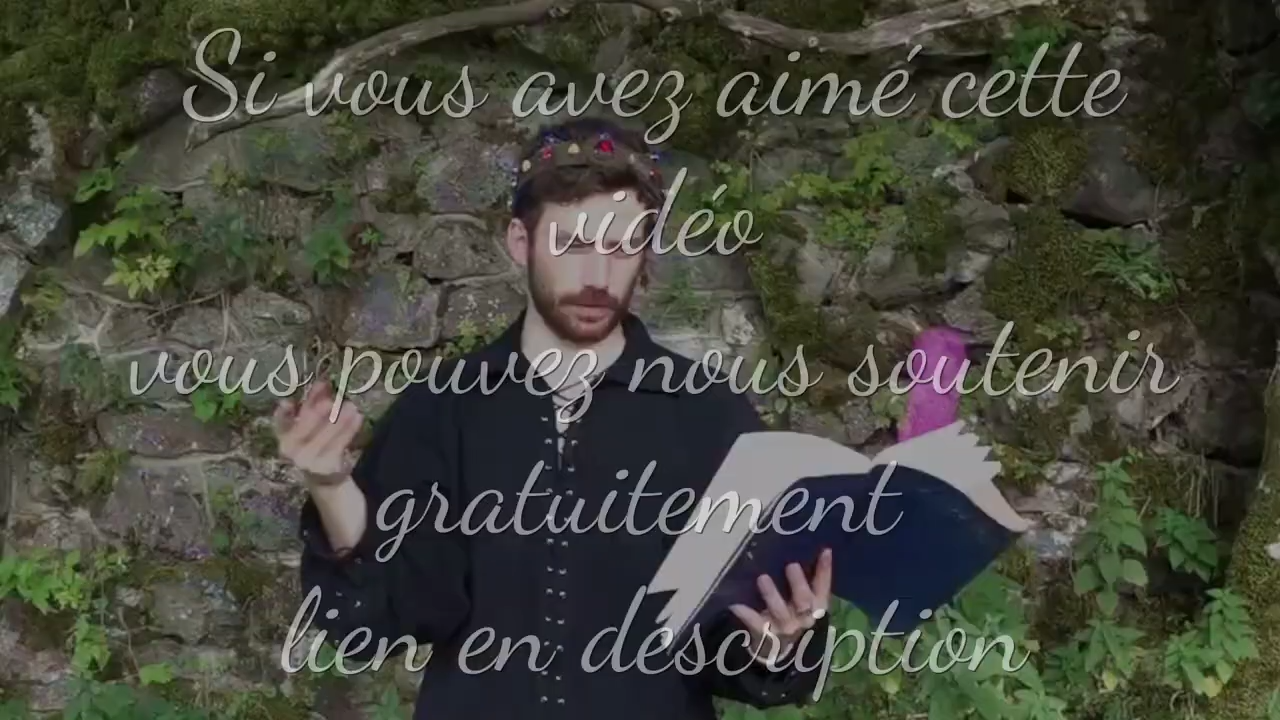 Si vous avez aimé cette
vidéo
vous pouvez nous soutenir
gratuitement
lien en description